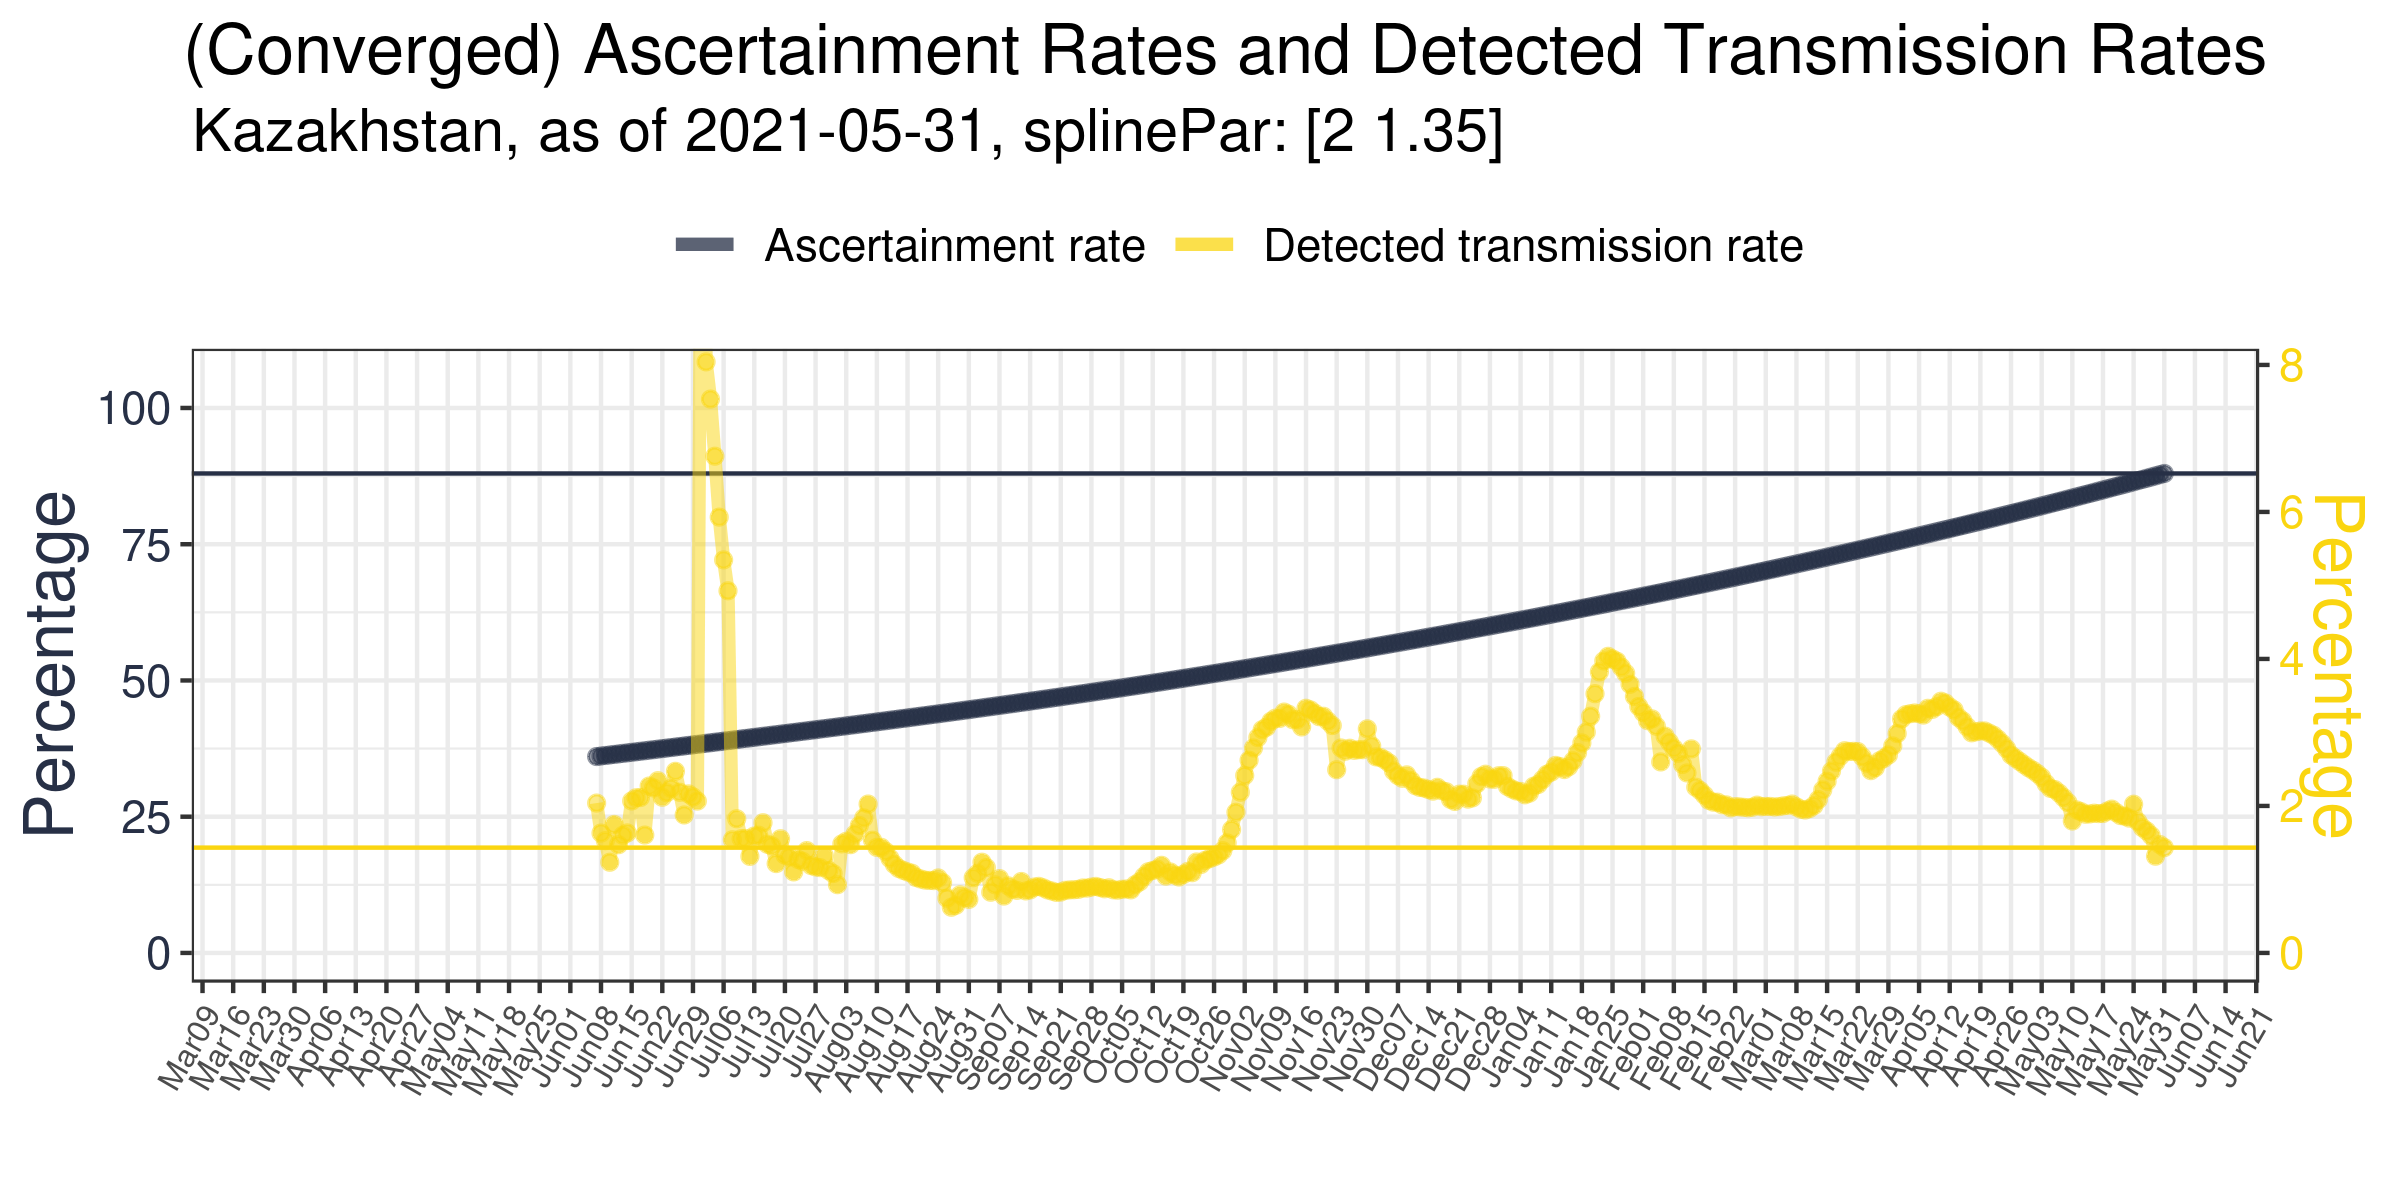 (Converged) Ascertainment Rates and Detected Transmission Rates
Kazakhstan, as of 2021-05-31, splinePar: [2 1.35]
Ascertainment rate
Detected transmission rate
Percentage
100
75
50
25
0
8
6
4
2
0
Percentage
Mar09
Mar16
Mar23
Mar30
Apr06
Apr13
Apr20
Apr27
May04
May11
May18
May25
Jun01
Jun08
Jun15
Jun22
Jun29
Jul06
Jul13
Jul20
Jul27
Aug03
Aug10
Aug17
Aug24
Aug31
Sep07
Sep14
Sep21
Sep28
Oct05
Oct12
Oct19
Oct26
Nov02
Nov09
Nov16
Nov23
Nov30
Dec07
Dec14
Dec21
Dec28
Jan04
Jan11
Jan18
Jan25
Feb01
Feb08
Feb15
Feb22
Mar01
Mar08
Mar15
Mar22
Mar29
Apr05
Apr12
Apr19
Apr26
May03
May10
May17
May24
May31
Jun07
Jun14
Jun21